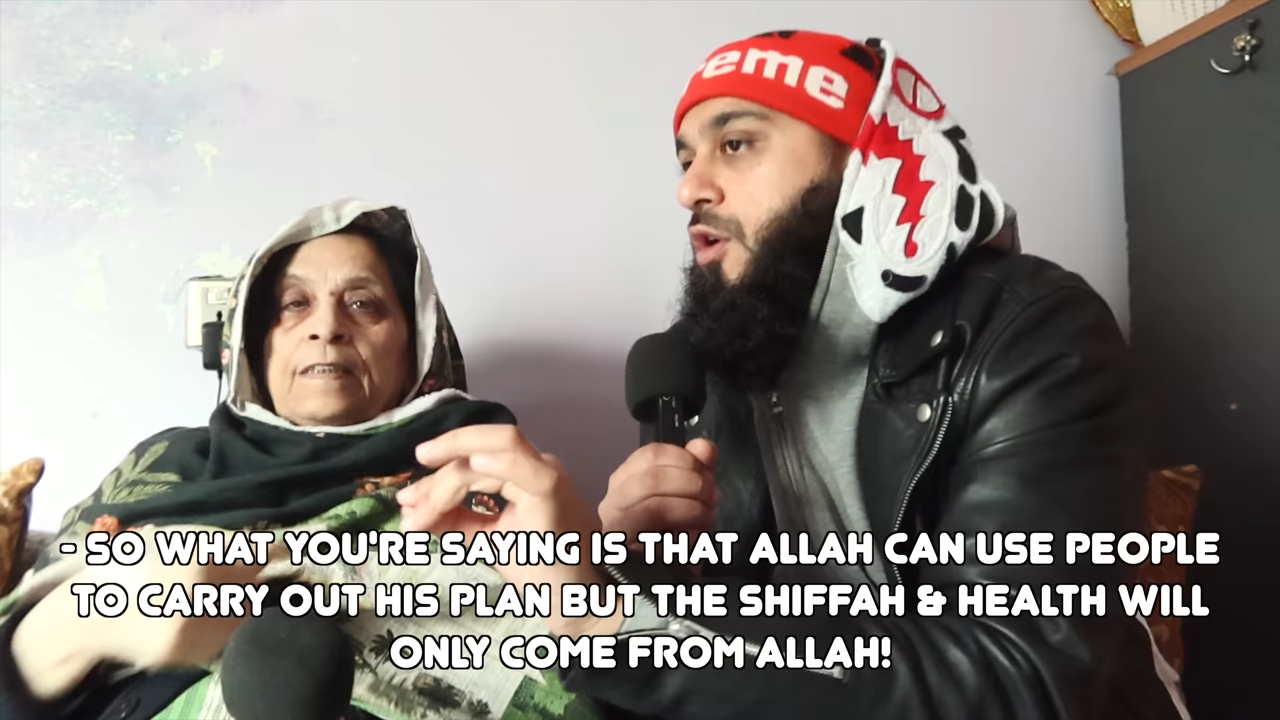 reme
- SO WHAT YOU'RE SAYING IS THAT ALLAH CAN USE PEOPLE
TO CARRY OUT HIS PLAN BUT THE SHIFFAH & HEALTH WILL
ONLY COME FROM ALLAH!